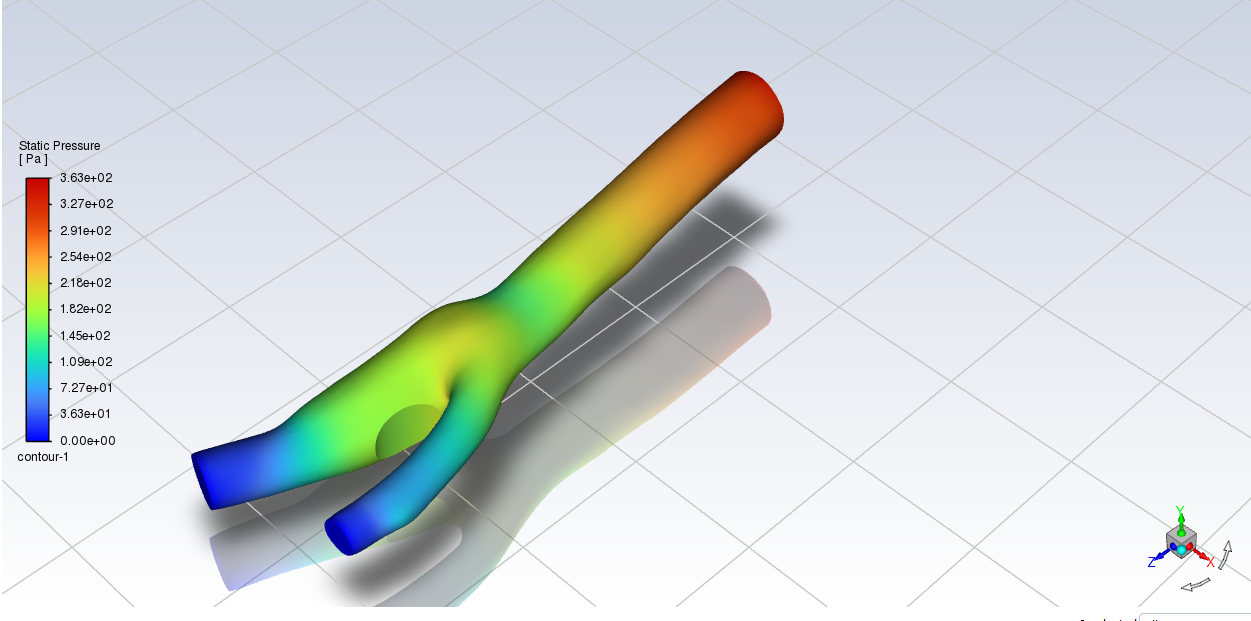 Static Pressure
[ Pa ]
3.63e+02
3.27e+02
2.91e+02
2.54e+02
2.18e+02
1.82e+02
1.45e+02
1.09e+02
7.27e+01
3.63e+01
0.00e+00
contour-1
Y
Z
X